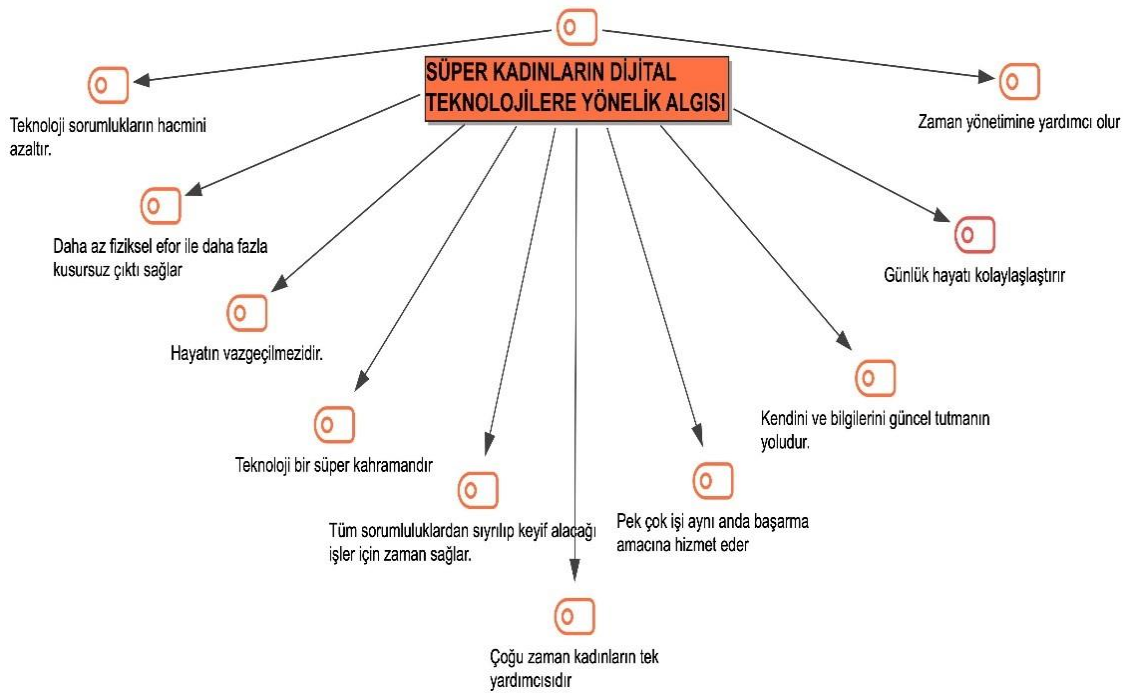 SÜPER KADINLARIN DİJİTAL
TEKNOLOJİLERE YÖNELİK ALGISI
Teknoloji sorumlukların hacmini
azaltır.
Zaman yönetimine yardımcı olur
Daha az fiziksel efor ile daha fazla
kusursuz çıktı sağlar
Günlük hayatı kolaylaşlaştırır
Hayatın vazgeçilmezidir.
Kendini ve bilgilerini güncel tutmanın
yoludur.
Teknoloji bir süper kahramandır
Tüm sorumluluklardan sıyrılıp keyif alacağı
işler için zaman sağlar.
Pek çok işi aynı anda başarma
amacına hizmet eder
Çoğu zaman kadınların tek
yardımcısıdır